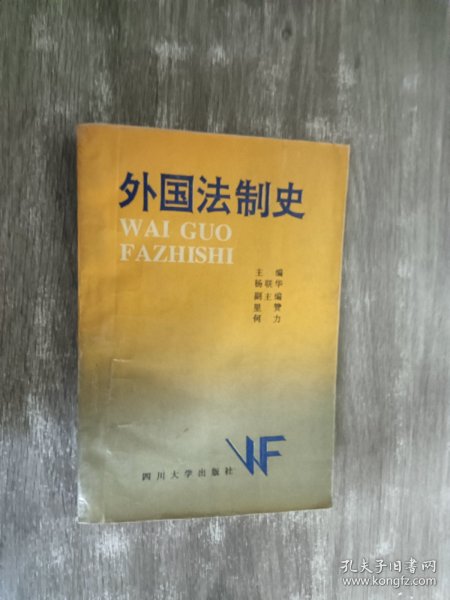 外国法制史
WAI GUO
FAZHISHI
主 编
杨联华
副主编
里 赞
何 力
WF
四川大学出版社
孔夫子旧书网
www.kongfz.com